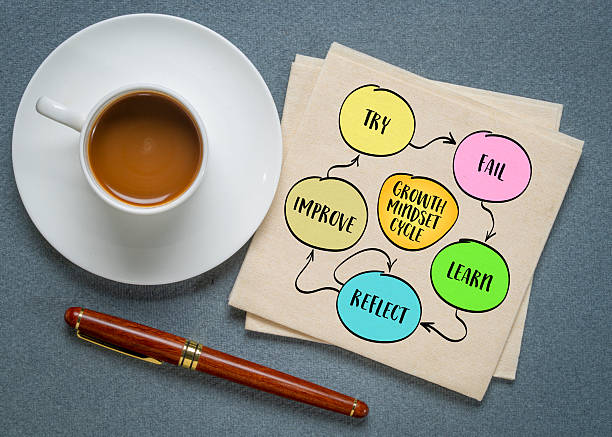 TRY
FAIL
LEARN
REFLECT
IMPROVE
GROWTH
MINDSET
CYCLE